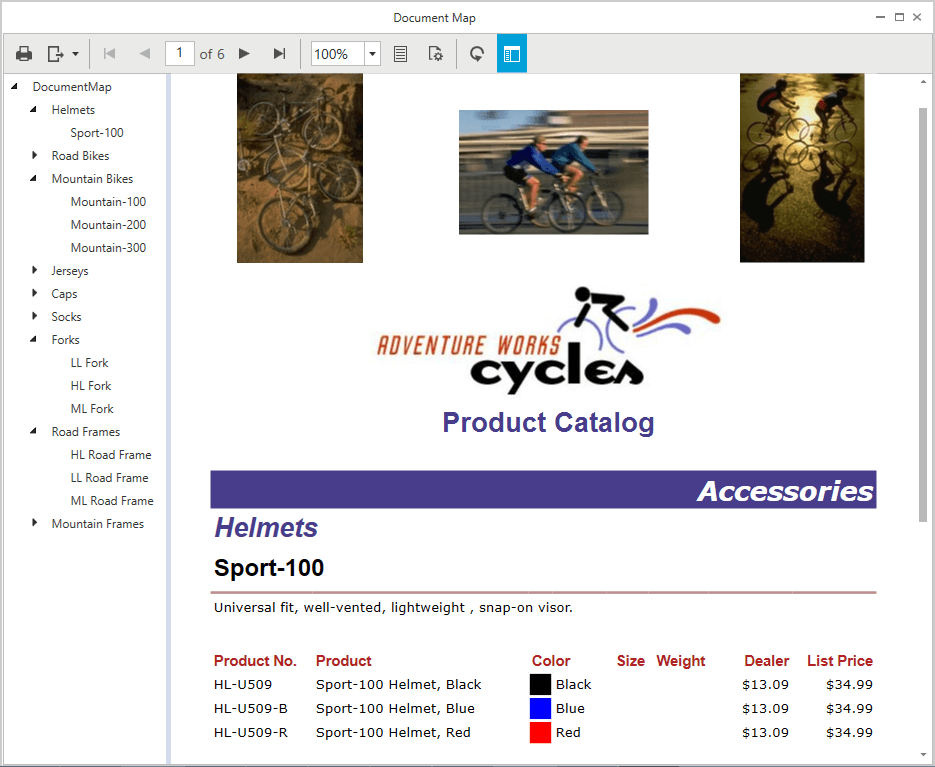 Document Map
1 of 6 100%
DocumentMap
Helmets
Sport-100
Road Bikes
Mountain Bikes
Mountain-100
Mountain-200
Mountain-300
Jerseys
Caps
Socks
Forks
LL Fork
HL Fork
ML Fork
Road Frames
HL Road Frame
LL Road Frame
ML Road Frame
Mountain Frames
ADVENTURE WORKS
cycles
Product Catalog
Accessories
Helmets
Sport-100
Universal fit, well-vented, lightweight , snap-on visor.
Product No. Product Color Size Weight Dealer List Price
HL-U509 Sport-100 Helmet, Black Black $13.09 $34.99
HL-U509-B Sport-100 Helmet, Blue Blue $13.09 $34.99
HL-U509-R Sport-100 Helmet, Red Red $13.09 $34.99